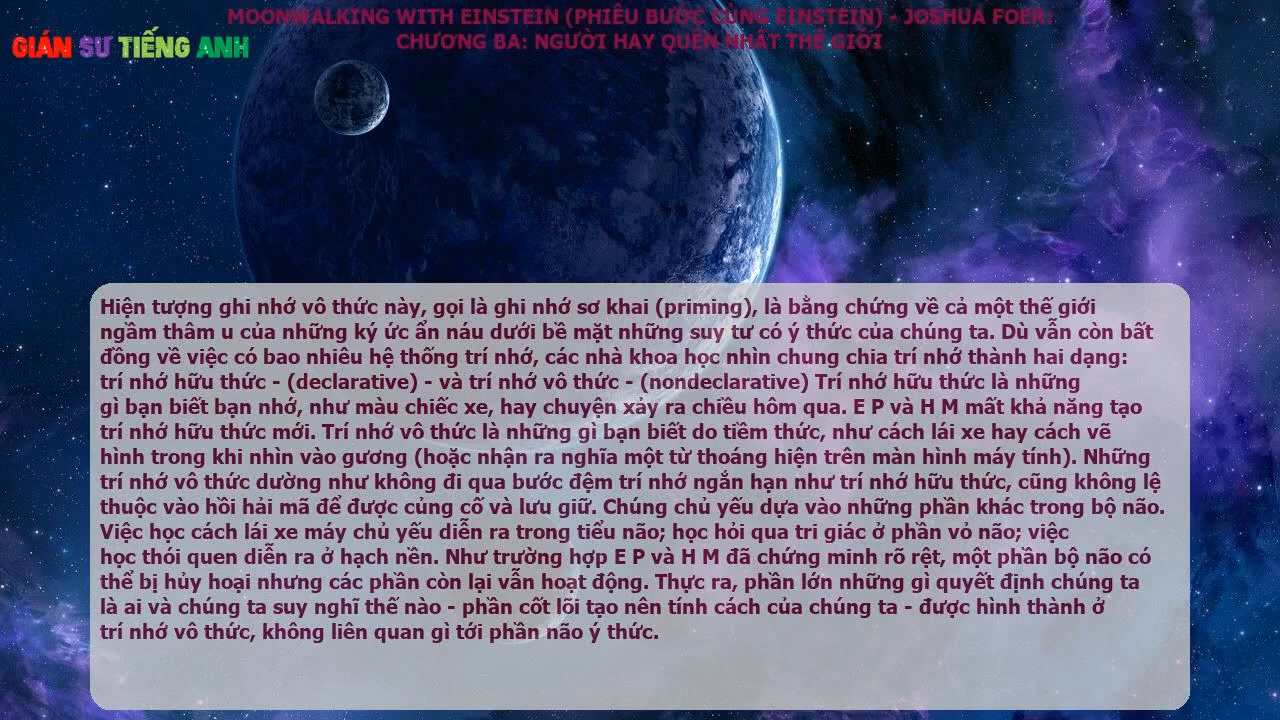 MOONWALKING WITH EINSTEIN (PHIÊU BƯỚC CÙNG EINSTEIN) - JOSHUA FOER:
CHƯƠNG BA: NGƯỜI HAY QUÊN NHẤT THẾ GIỚI
GIÁN SƯ TIẾNG ANH
Hiện tượng ghi nhớ vô thức này, gọi là ghi nhớ sơ khai (priming), là bằng chứng về cả một thế giới
ngầm thâm u của những ký ức ẩn náu dưới bề mặt những suy tư có ý thức của chúng ta. Dù vẫn còn bất
đồng về việc có bao nhiêu hệ thống trí nhớ, các nhà khoa học nhìn chung chia trí nhớ thành hai dạng:
trí nhớ hữu thức - (declarative) - và trí nhớ vô thức - (nondeclarative) Trí nhớ hữu thức là những
gì bạn biết bạn nhớ, như màu chiếc xe, hay chuyện xảy ra chiều hôm qua. E P và H M mất khả năng tạo
trí nhớ hữu thức mới. Trí nhớ vô thức là những gì bạn biết do tiềm thức, như cách lái xe hay cách vẽ
hình trong khi nhìn vào gương (hoặc nhận ra nghĩa một từ thoáng hiện trên màn hình máy tính). Những
trí nhớ vô thức dường như không đi qua bước đệm trí nhớ ngắn hạn như trí nhớ hữu thức, cũng không lệ
thuộc vào hồi hải mã để được củng cố và lưu giữ. Chúng chủ yếu dựa vào những phần khác trong bộ não.
Việc học cách lái xe máy chủ yếu diễn ra trong tiểu não; học hỏi qua tri giác ở phần vỏ não; việc
học thói quen diễn ra ở hạch nền. Như trường hợp E P và H M đã chứng minh rõ rệt, một phần bộ não có
thể bị hủy hoại nhưng các phần còn lại vẫn hoạt động. Thực ra, phần lớn những gì quyết định chúng ta
là ai và chúng ta suy nghĩ thế nào - phần cốt lõi tạo nên tính cách của chúng ta - được hình thành ở
trí nhớ vô thức, không liên quan gì tới phần não ý thức.